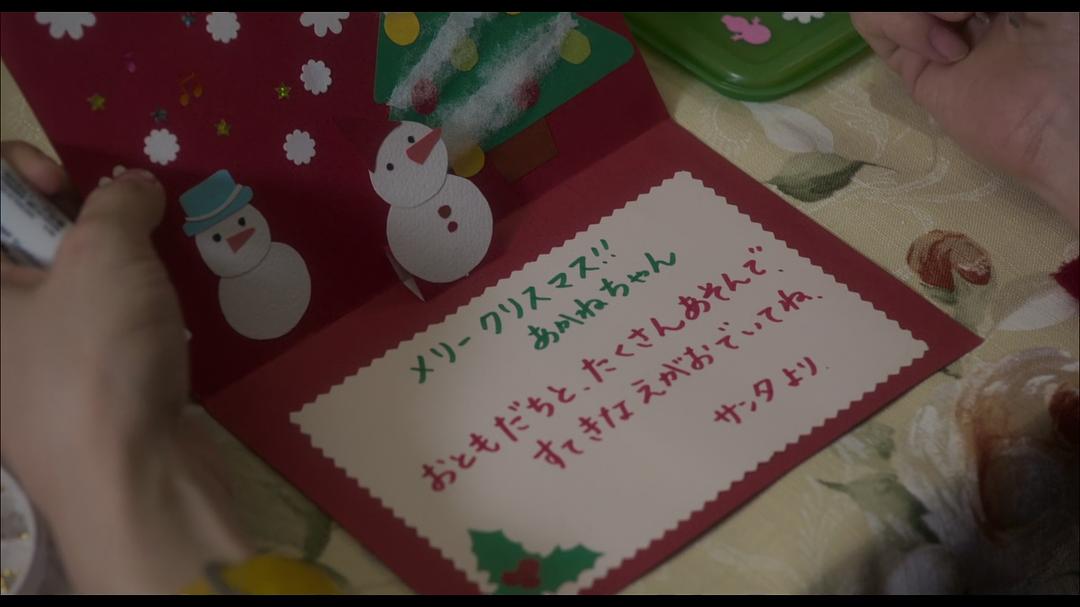 メリークリスマス!!
あかねちゃん
おともだちと、たくさんあそんで、
すてきなえがおでいてね.
サンタより.